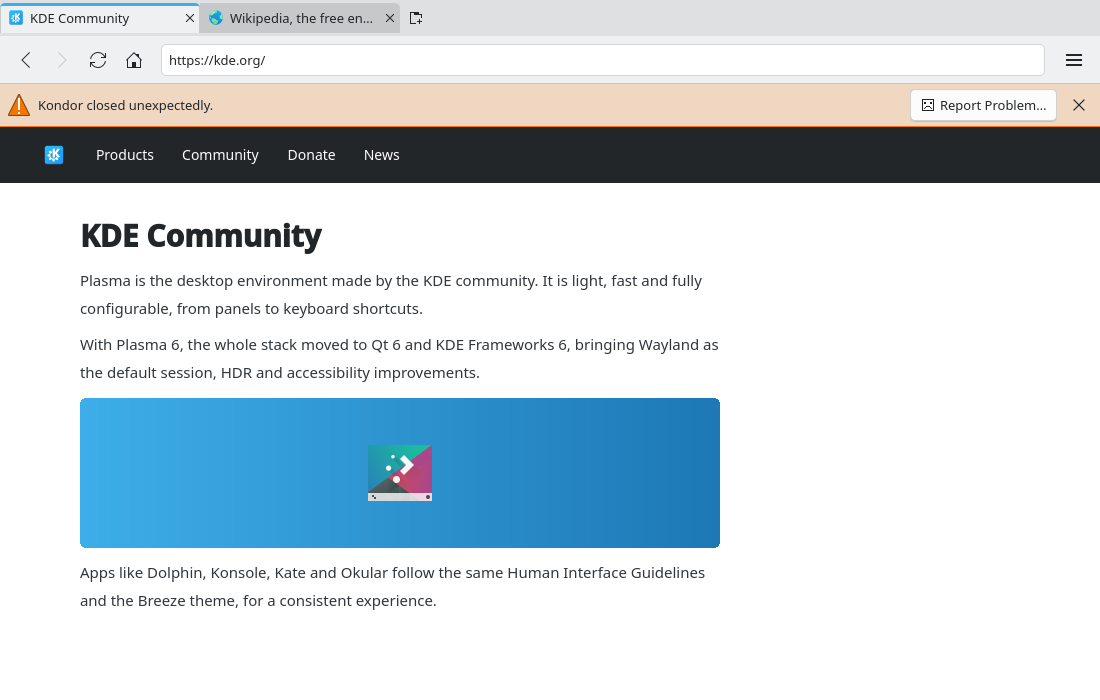 KDE Community
Wikipedia, the free en...
https://kde.org/
Kondor closed unexpectedly.
Report Problem...
Products Community Donate News
KDE Community
Plasma is the desktop environment made by the KDE community. It is light, fast and fully
configurable, from panels to keyboard shortcuts.
With Plasma 6, the whole stack moved to Qt 6 and KDE Frameworks 6, bringing Wayland as
the default session, HDR and accessibility improvements.
Apps like Dolphin, Konsole, Kate and Okular follow the same Human Interface Guidelines
and the Breeze theme, for a consistent experience.